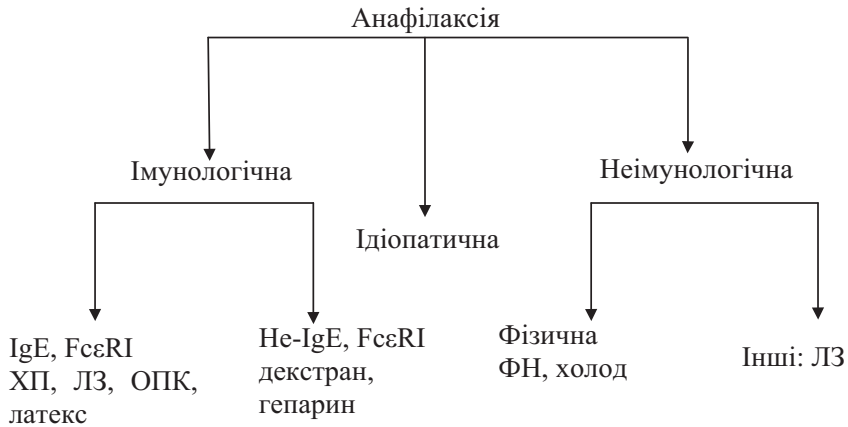 Анафілаксія
Імунологічна
Неімунологічна
Ідіопатична
IgE, FcεRI
ХП, ЛЗ, ОПК,
латекс
Не-IgE, FcεRI
декстран,
гепарин
Фізична
ФН, холод
Інші: ЛЗ